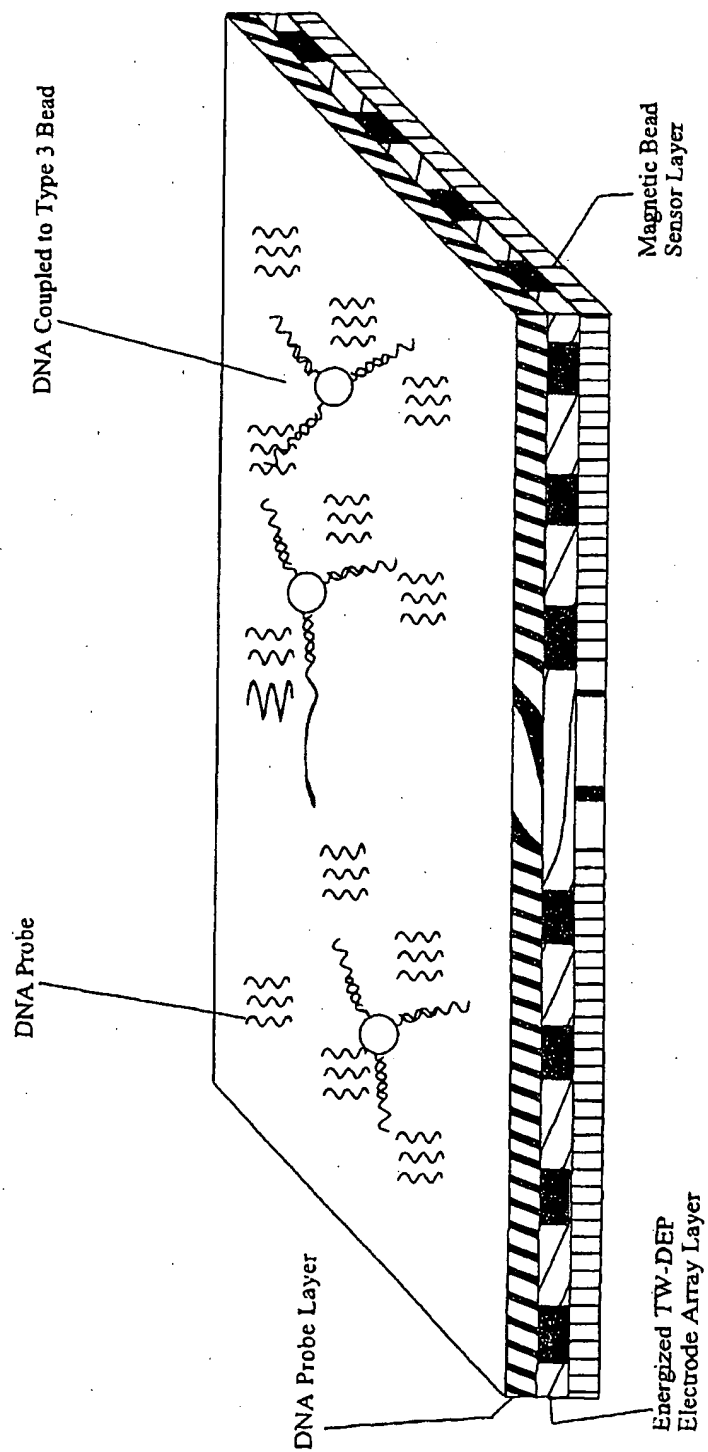 DNA Coupled to Type 3 Bead
DNA Probe
DNA Probe Layer
Magnetic Bead
Sensor Layer
Energized TW-DEP
Electrode Array Layer